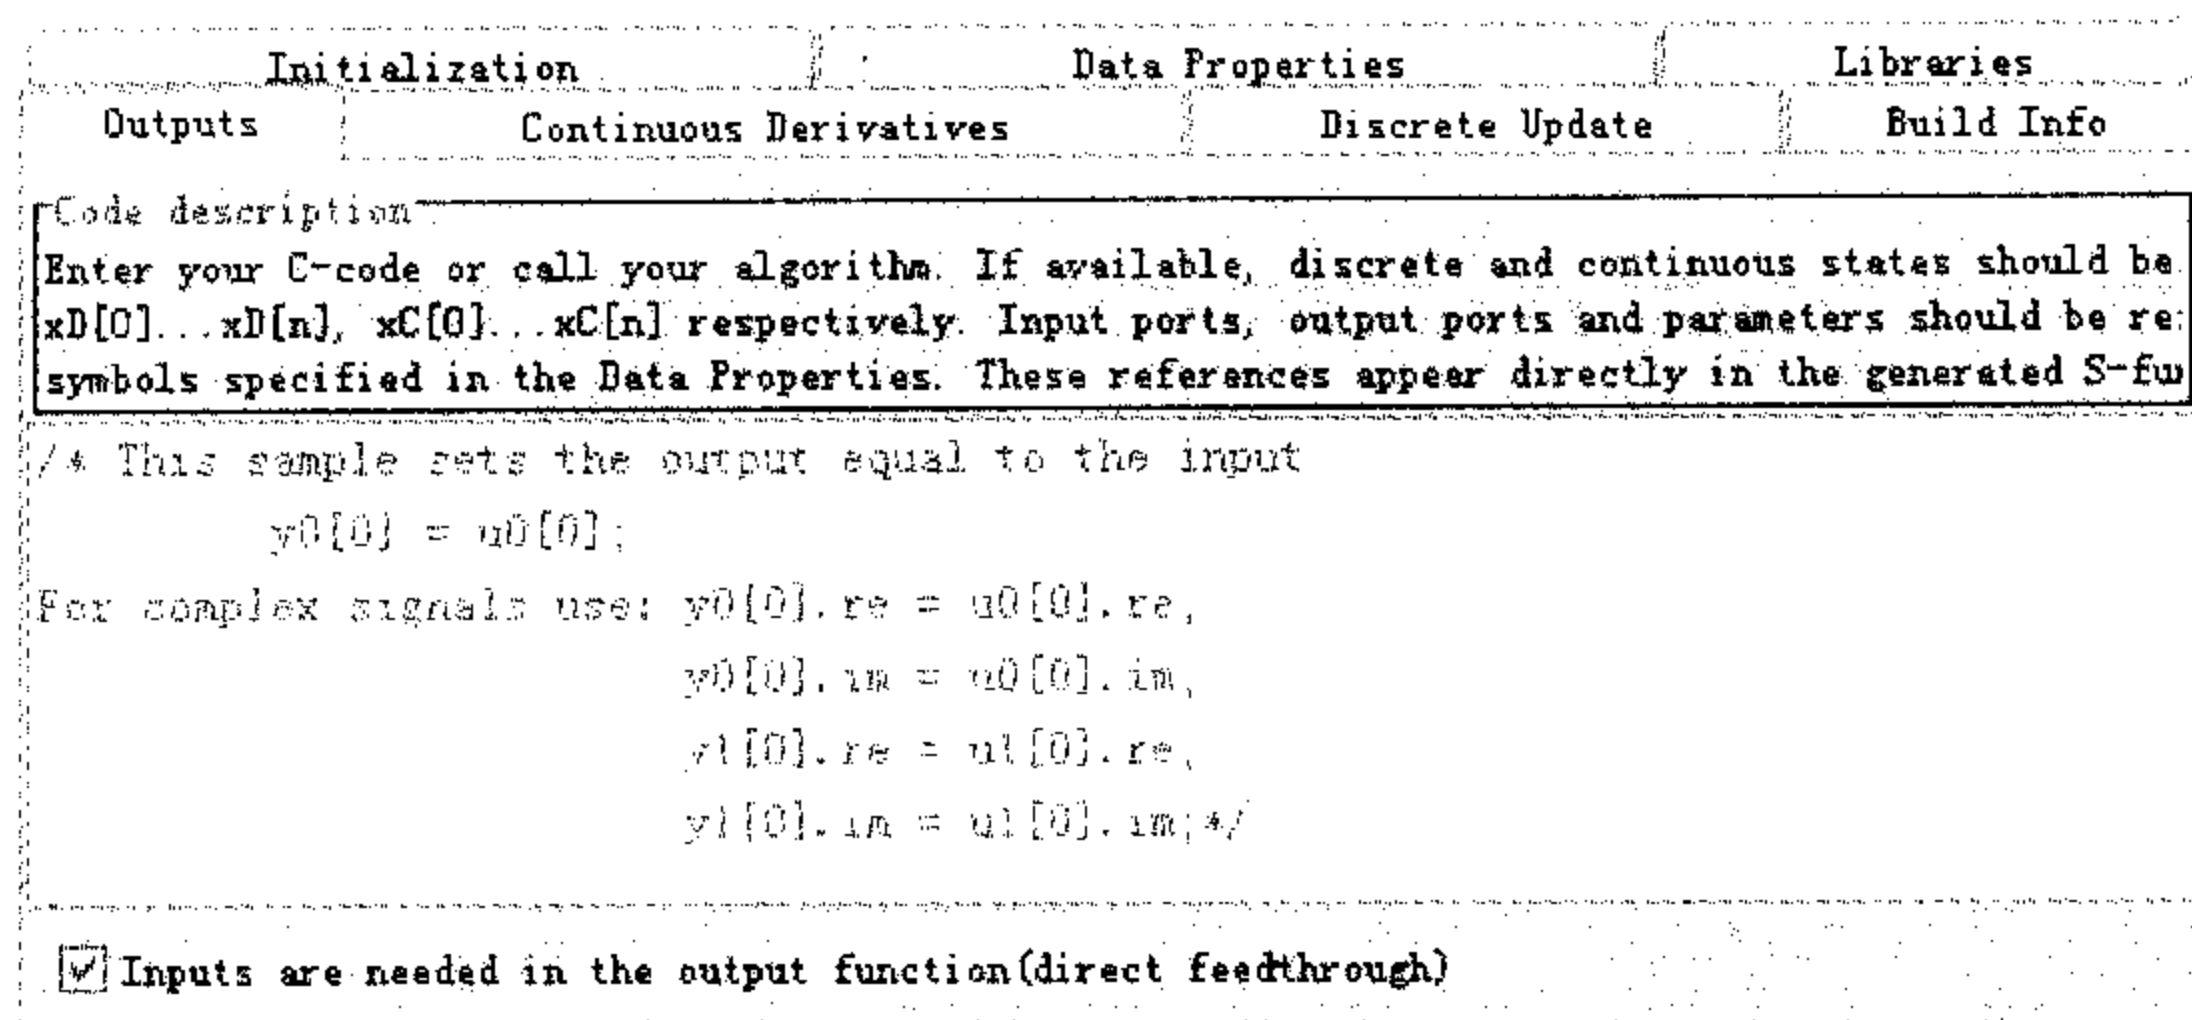 Initialization Data Properties Libraries
Outputs Continuous Derivatives Discrete Update Build Info
Code description
Enter your C-code or call your algorithm. If available, discrete and continuous states should be
xD[0]...xD[n], xC[0]...xC[n] respectively. Input ports, output ports and parameters should be re
symbols specified in the Data Properties. These references appear directly in the generated S-fu
/* This sample sets the output equal to the input
y0[0] = u0[0];
For complex signals use: y0[0].re = u0[0].re;
y0[0].im = u0[0].im;
y1[0].re = u1[0].re;
y1[0].im = u1[0].im;*/
Inputs are needed in the output function(direct feedthrough)